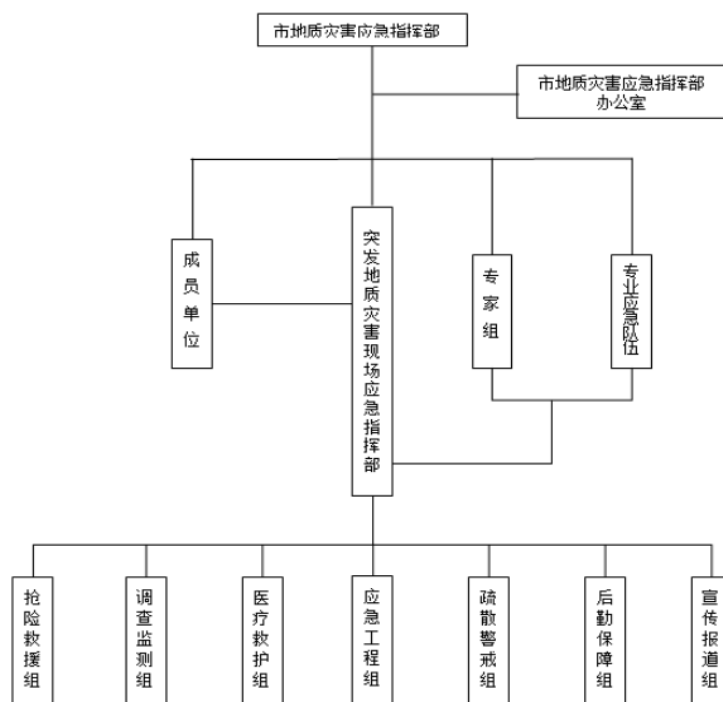 市地质灾害应急指挥部
市地质灾害应急指挥部
办公室
成员单位
突发地质灾害现场应急指挥部
专家组
专业应急队伍
抢险救援组
调查监测组
医疗救护组
应急工程组
疏散警戒组
后勤保障组
宣传报道组